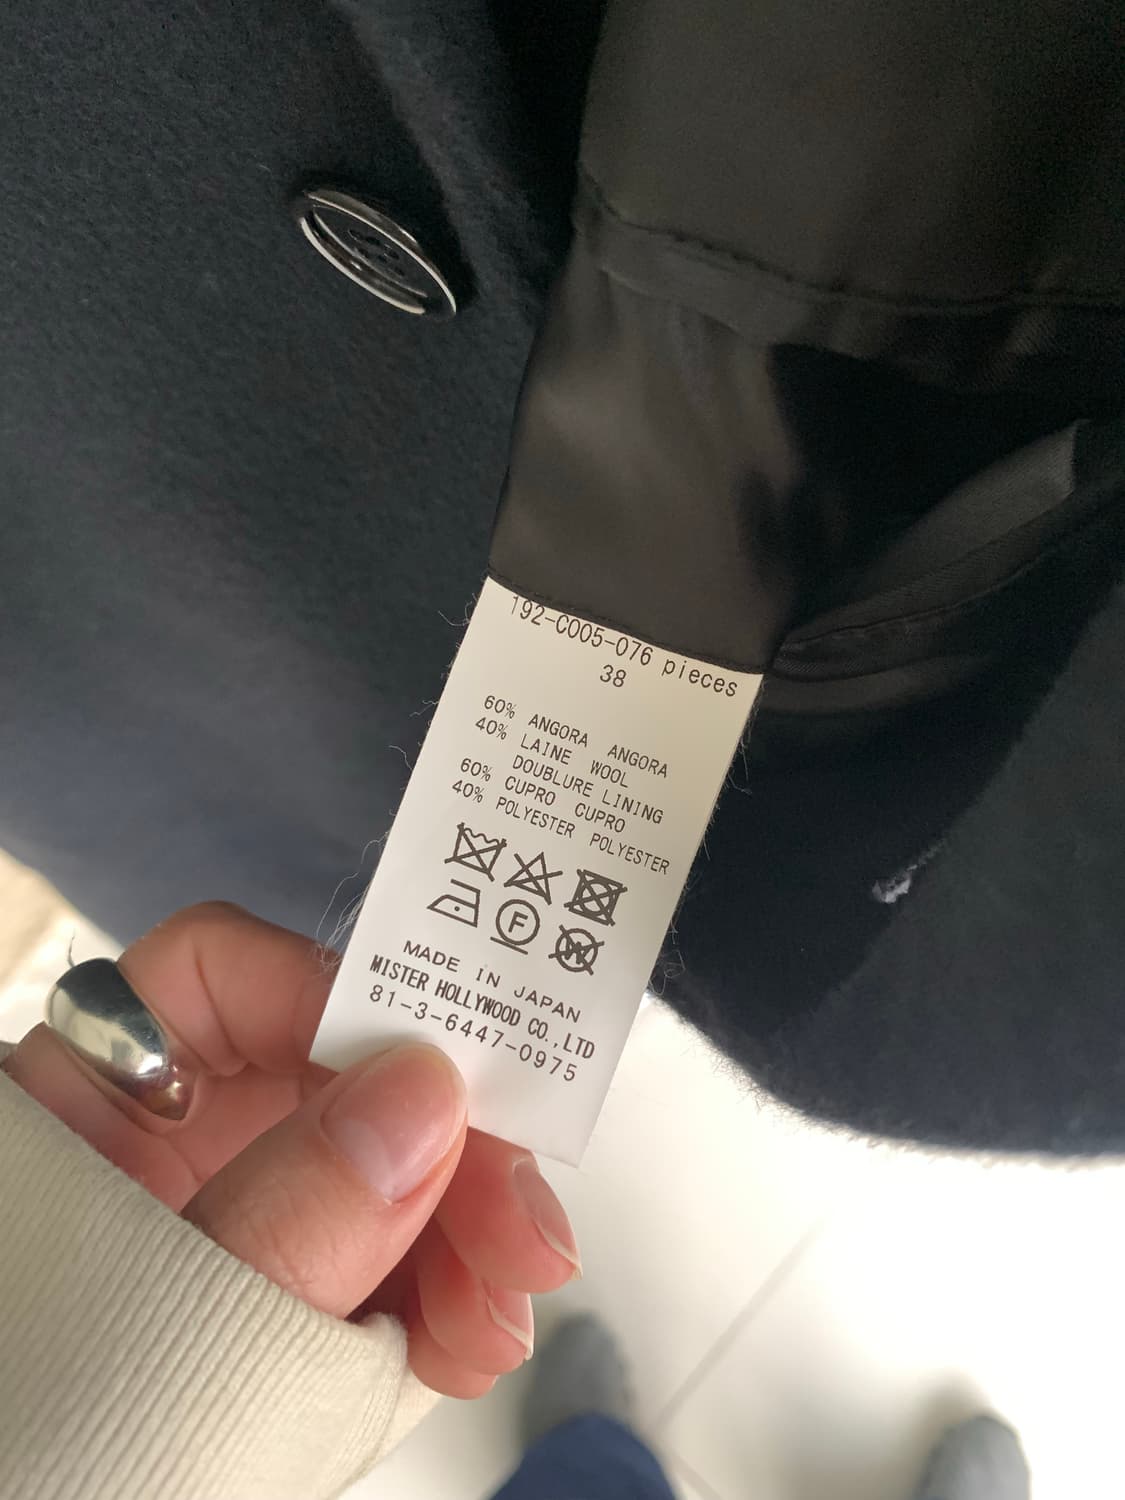 192-C005-076 pieces
38
60% ANGORA ANGORA
40% LAINE WOOL
DOUBLURE LINING
60% CUPRO CUPRO
40% POLYESTER POLYESTER
F
W
MADE IN JAPAN
MISTER HOLLYWOOD CO.,LTD
81-3-6447-0975